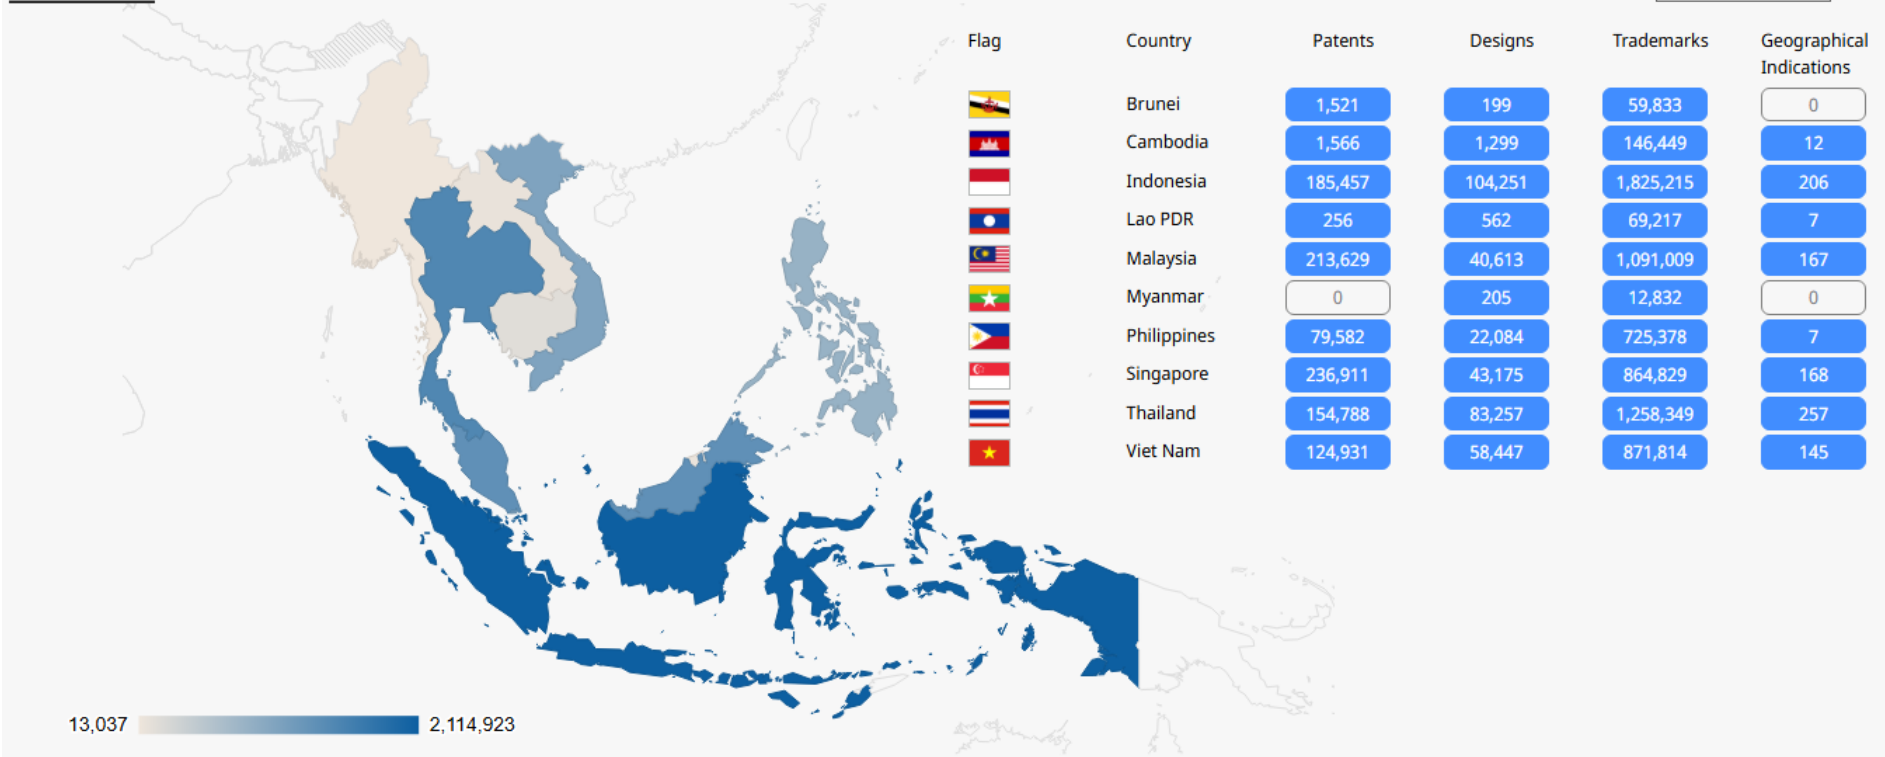 Flag Country Patents Designs Trademarks Geographical
Indications
Brunei 1,521 199 59,833 0
Cambodia 1,566 1,299 146,449 12
Indonesia 185,457 104,251 1,825,215 206
Lao PDR 256 562 69,217 7
Malaysia 213,629 40,613 1,091,009 167
Myanmar 0 205 12,832 0
Philippines 79,582 22,084 725,378 7
Singapore 236,911 43,175 864,829 168
Thailand 154,788 83,257 1,258,349 257
Viet Nam 124,931 58,447 871,814 145
13,037 2,114,923